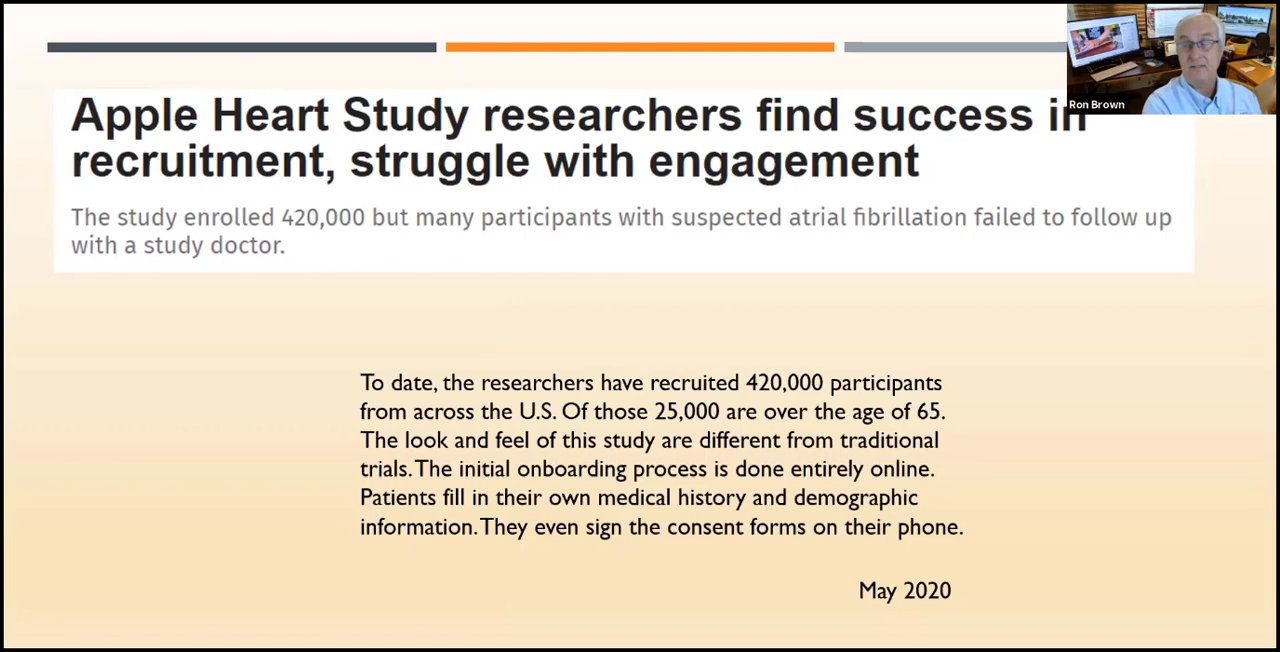 Apple Heart Study researchers find success in
recruitment, struggle with engagement
The study enrolled 420,000 but many participants with suspected atrial fibrillation failed to follow up
with a study doctor.
Ron Brown
To date, the researchers have recruited 420,000 participants
from across the U.S. Of those 25,000 are over the age of 65.
The look and feel of this study are different from traditional
trials. The initial onboarding process is done entirely online.
Patients fill in their own medical history and demographic
information. They even sign the consent forms on their phone.
May 2020